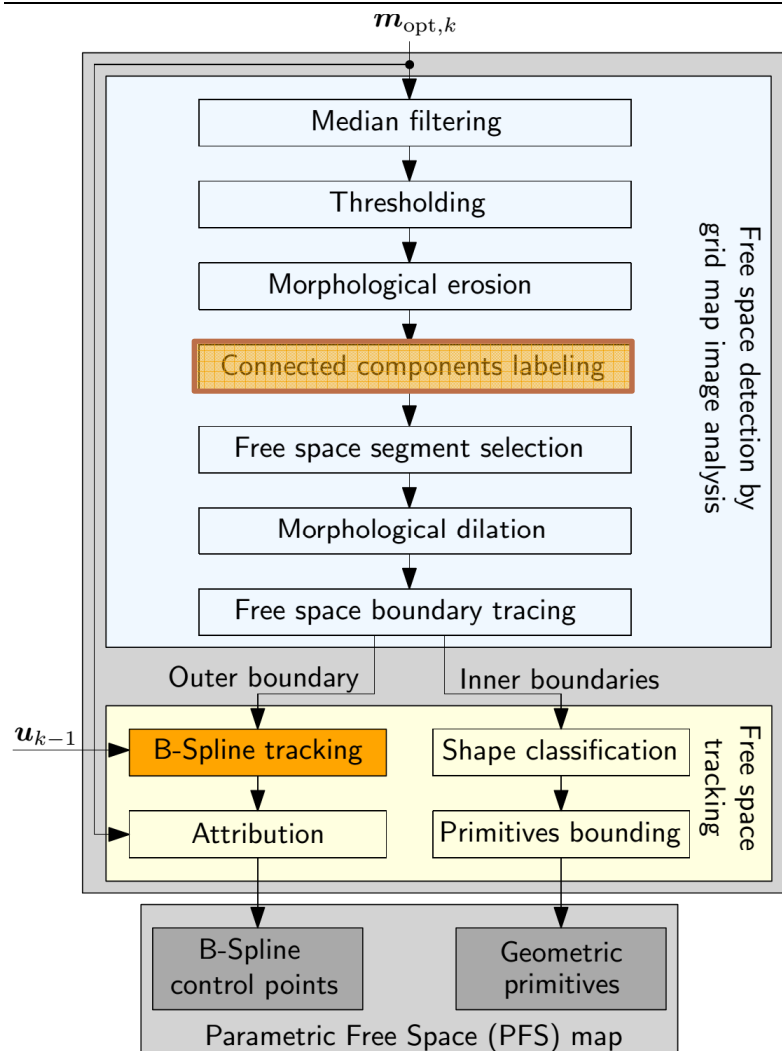 m_opt,k
Median filtering
Thresholding
Morphological erosion
Connected components labeling
Free space segment selection
Morphological dilation
Free space boundary tracing
Free space detection by
grid map image analysis
Outer boundary
Inner boundaries
u_k−1
B-Spline tracking
Shape classification
Attribution
Primitives bounding
Free space
tracking
B-Spline
control points
Geometric
primitives
Parametric Free Space (PFS) map